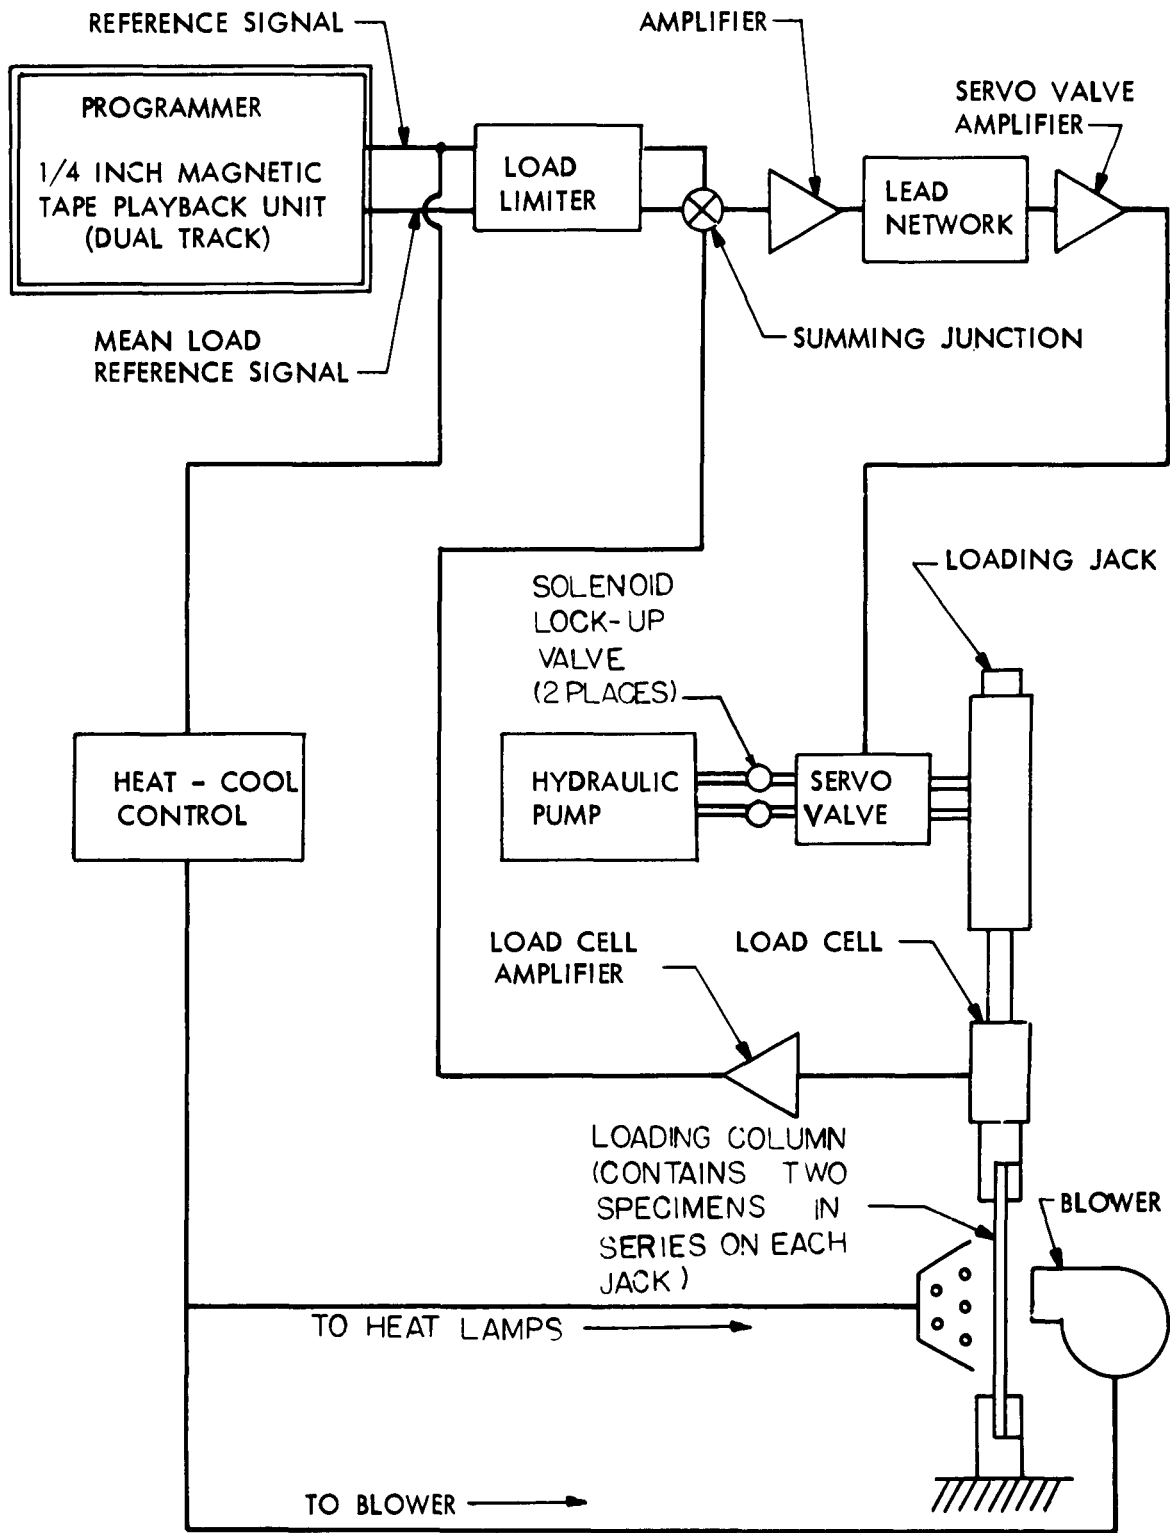 REFERENCE SIGNAL
AMPLIFIER
SERVO VALVE
AMPLIFIER
PROGRAMMER
1/4 INCH MAGNETIC
TAPE PLAYBACK UNIT
(DUAL TRACK)
LOAD
LIMITER
LEAD
NETWORK
MEAN LOAD
REFERENCE SIGNAL
SUMMING JUNCTION
LOADING JACK
SOLENOID
LOCK-UP
VALVE
(2 PLACES)
HEAT - COOL
CONTROL
HYDRAULIC
PUMP
SERVO
VALVE
LOAD CELL
AMPLIFIER
LOAD CELL
LOADING COLUMN
(CONTAINS TWO
SPECIMENS IN
SERIES ON EACH
JACK)
BLOWER
TO HEAT LAMPS
TO BLOWER